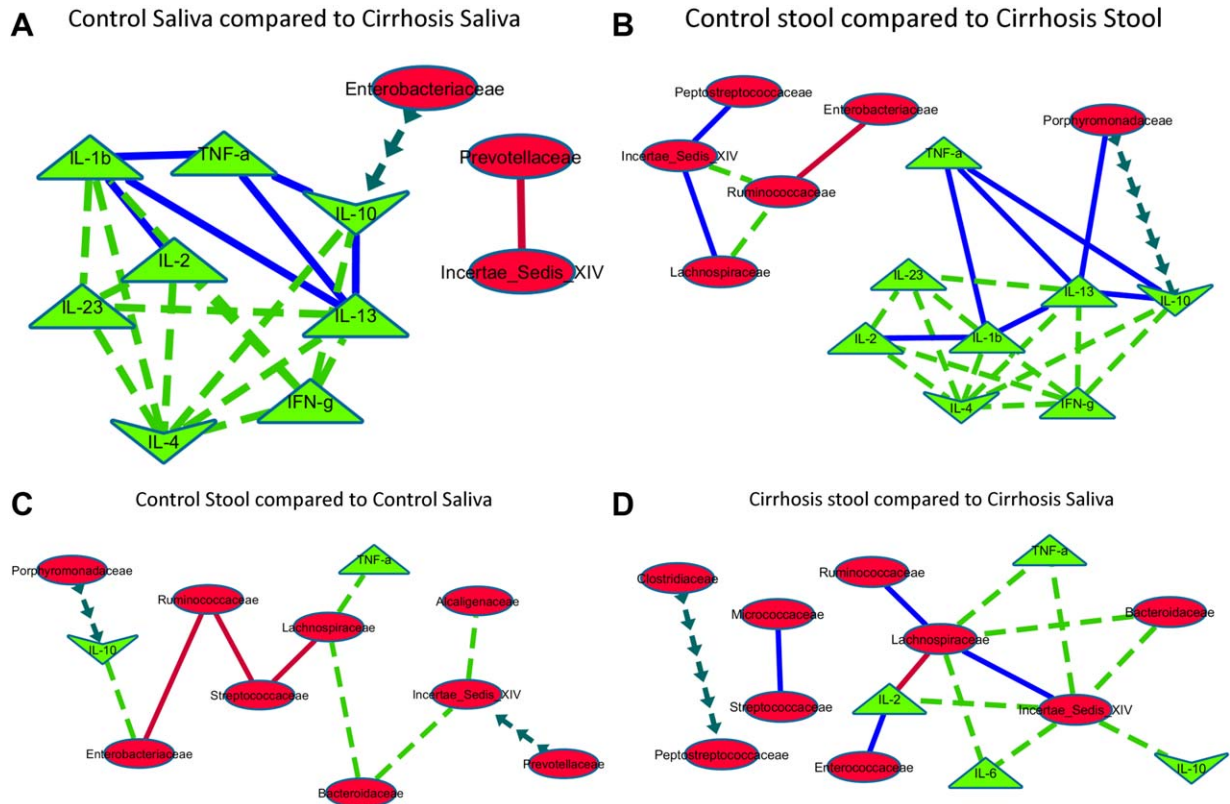 A
Control Saliva compared to Cirrhosis Saliva
Enterobacteriaceae
IL-1b
TNF-a
Prevotellaceae
IL-10
IL-2
Incertae_Sedis_XIV
IL-23
IL-13
IFN-g
IL-4
B
Control stool compared to Cirrhosis Stool
Peptostreptococcaceae
Enterobacteriaceae
Porphyromonadaceae
Incertae_Sedis_XIV
TNF-a
Ruminococcaceae
Lachnospiraceae
IL-23
IL-13
IL-10
IL-2
IL-1b
IL-4
IFN-g
C
Control Stool compared to Control Saliva
TNF-a
Porphyromonadaceae
Ruminococcaceae
Alcaligenaceae
Lachnospiraceae
IL-10
Streptococcaceae
Incertae_Sedis_XIV
Enterobacteriaceae
Prevotellaceae
Bacteroidaceae
D
Cirrhosis stool compared to Cirrhosis Saliva
TNF-a
Clostridiaceae
Ruminococcaceae
Micrococcaceae
Bacteroidaceae
Lachnospiraceae
IL-2
Streptococcaceae
Incertae_Sedis_XIV
Peptostreptococcaceae
Enterococcaceae
IL-6
IL-10